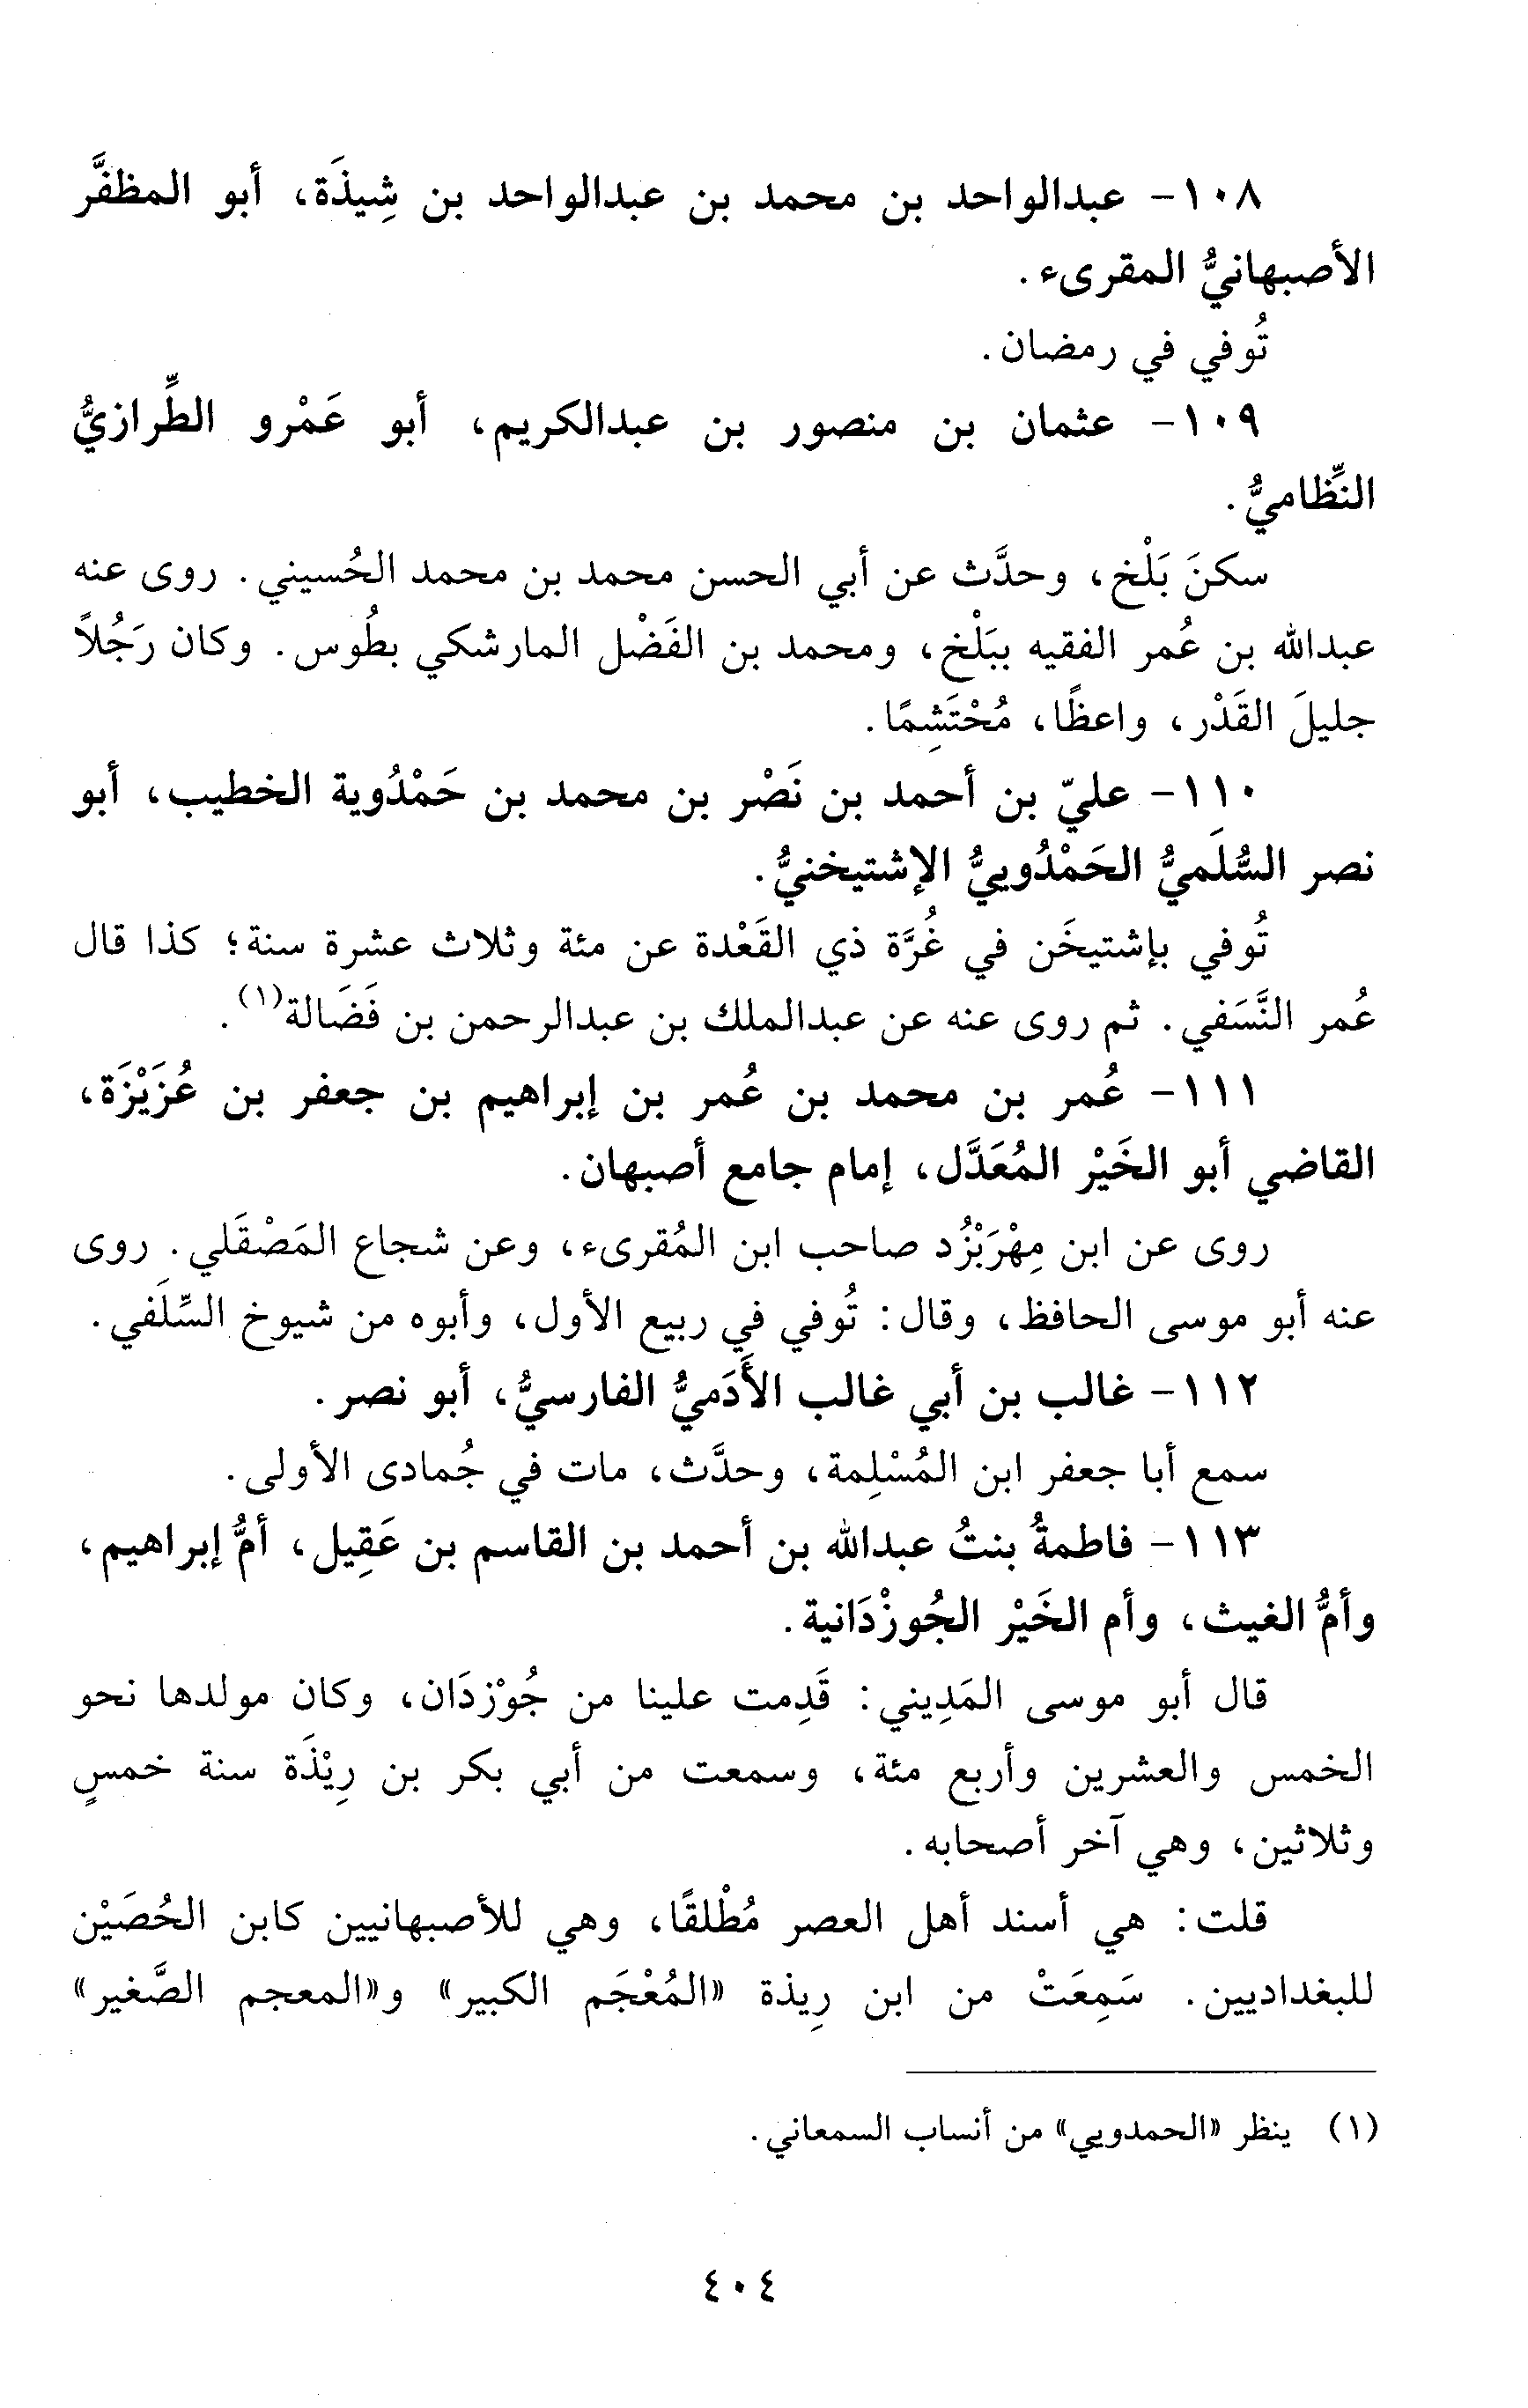 ١٠٨- عبدالواحد بن محمد بن عبدالواحد بن شِيذَة، أبو المظفَّر
الأصبهانيُّ المقرىء.
تُوفي في رمضان.
١٠٩- عثمان بن منصور بن عبدالكريم، أبو عَمْرو الطِّرازيُّ
النِّظاميُّ.
سكنَ بَلْخ، وحدَّث عن أبي الحسن محمد بن محمد الحُسيني. روى عنه
عبدالله بن عُمر الفقيه ببَلْخ، ومحمد بن الفَضْل المارشكي بطُوس. وكان رَجُلاً
جليلَ القَدْر، واعظًا، مُحْتَشِمًا.
١١٠- عليّ بن أحمد بن نَصْر بن محمد بن حَمْدُوية الخطيب، أبو
نصر السُّلَميُّ الحَمْدُوييُّ الإشتيخنيُّ.
تُوفي بإشتيخَن في غُرَّة ذي القَعْدة عن مئة وثلاث عشرة سنة؛ كذا قال
عُمر النَّسَفي. ثم روى عنه عن عبدالملك بن عبدالرحمن بن فَضَالة(١).
١١١- عُمر بن محمد بن عُمر بن إبراهيم بن جعفر بن عُزَيْزَة،
القاضي أبو الخَيْر المُعَدَّل، إمام جامع أصبهان.
روى عن ابن مِهْرَبْزُد صاحب ابن المُقرىء، وعن شجاع المَصْقَلي. روى
عنه أبو موسى الحافظ، وقال: تُوفي في ربيع الأول، وأبوه من شيوخ السِّلَفي.
١١٢- غالب بن أبي غالب الأَدَميُّ الفارسيُّ، أبو نصر.
سمع أبا جعفر ابن المُسْلِمة، وحدَّث، مات في جُمادى الأولى.
١١٣- فاطمةُ بنتُ عبدالله بن أحمد بن القاسم بن عَقِيل، أمُّ إبراهيم،
وأمُّ الغيث، وأم الخَيْر الجُوزْدَانية.
قال أبو موسى المَدِيني: قَدِمت علينا من جُوْزدَان، وكان مولدها نحو
الخمس والعشرين وأربع مئة، وسمعت من أبي بكر بن رِيْذَة سنة خمسٍ
وثلاثين، وهي آخر أصحابه.
قلت: هي أسند أهل العصر مُطْلقًا، وهي للأصبهانيين كابن الحُصَيْن
للبغداديين. سَمِعَتْ من ابن رِيذة «المُعْجَم الكبير» و«المعجم الصَّغير»
(١) ينظر «الحمدويي» من أنساب السمعاني.
٤٠٤